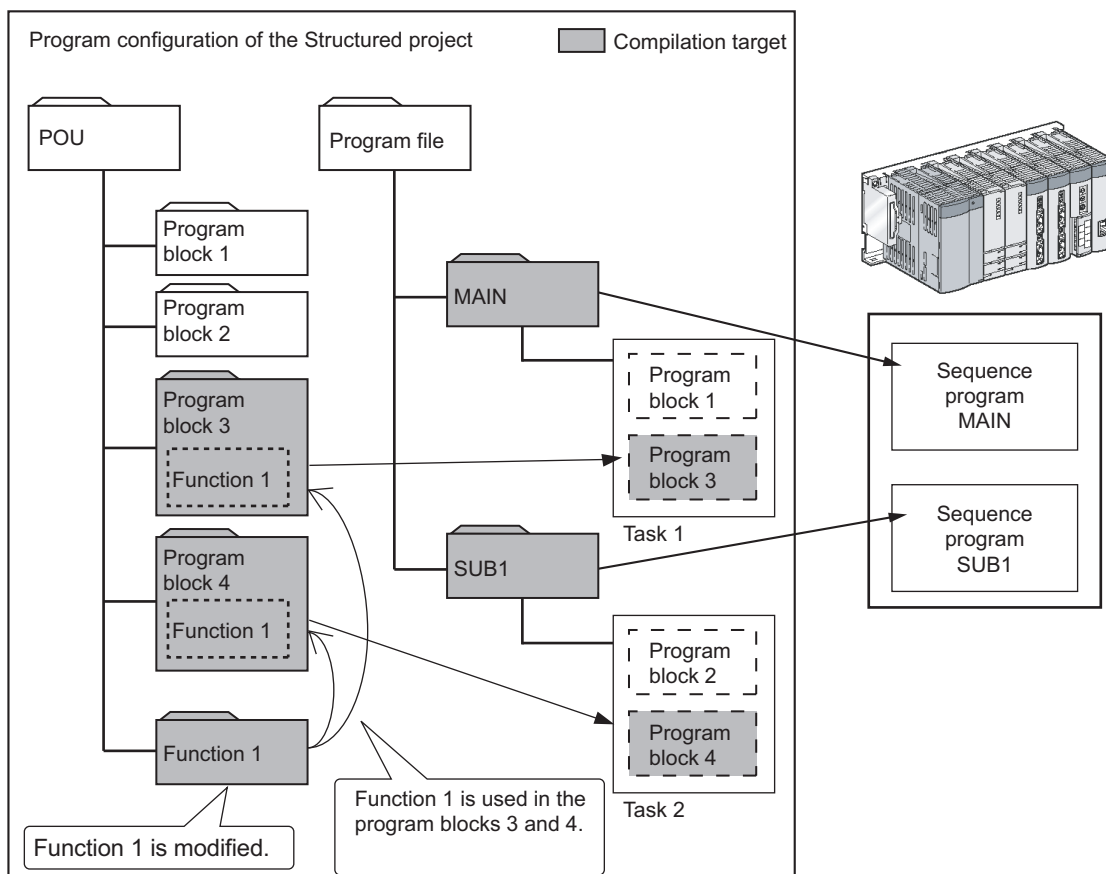 Program configuration of the Structured project
Compilation target
POU
Program file
Program
block 1
Program
block 2
Program
block 3
Function 1
Program
block 4
Function 1
Function 1
Function 1 is modified.
Function 1 is used in the
program blocks 3 and 4.
MAIN
Program
block 1
Program
block 3
Task 1
SUB1
Program
block 2
Program
block 4
Task 2
Sequence
program
MAIN
Sequence
program
SUB1